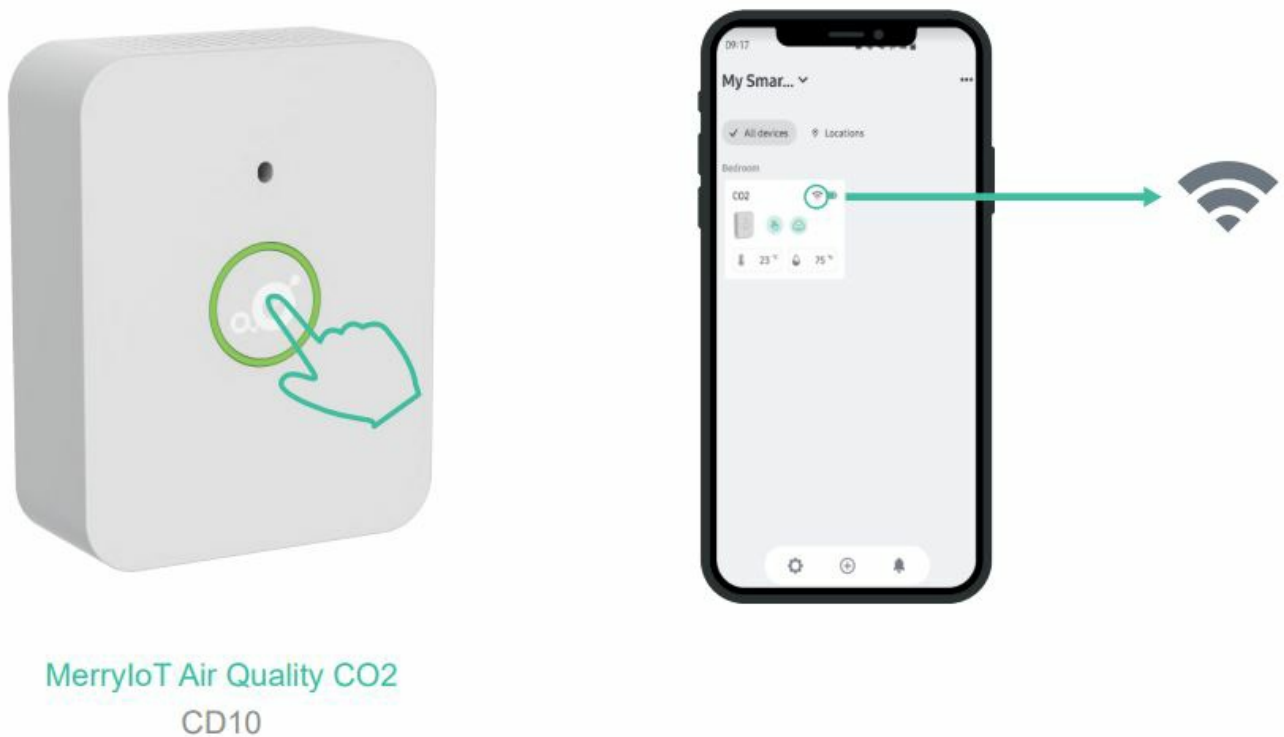 09:17
My Smar...
All devices
Locations
Bedroom
CO2
23 °C
75 %
MerryIoT Air Quality CO2
CD10